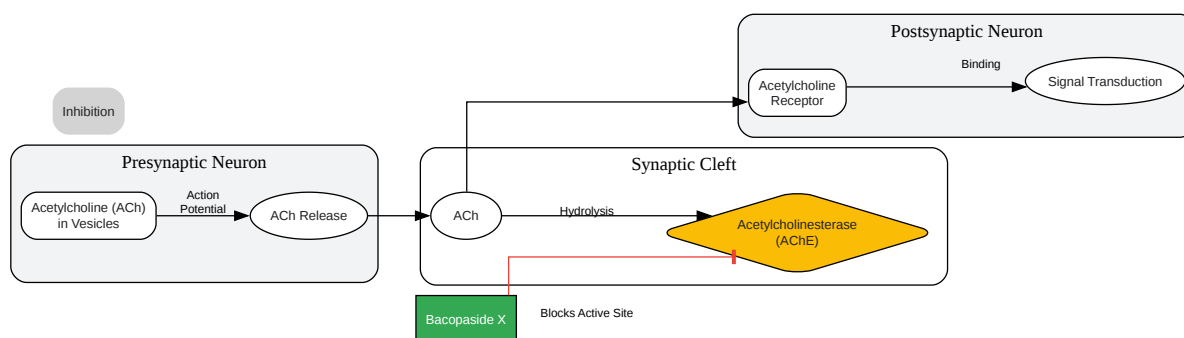 Postsynaptic Neuron
Binding
Acetylcholine
Receptor
Signal Transduction
Inhibition
Presynaptic Neuron
Acetylcholine (ACh)
in Vesicles
Action
Potential
ACh Release
Synaptic Cleft
ACh
Hydrolysis
Acetylcholinesterase
(AChE)
Bacopaside X
Blocks Active Site